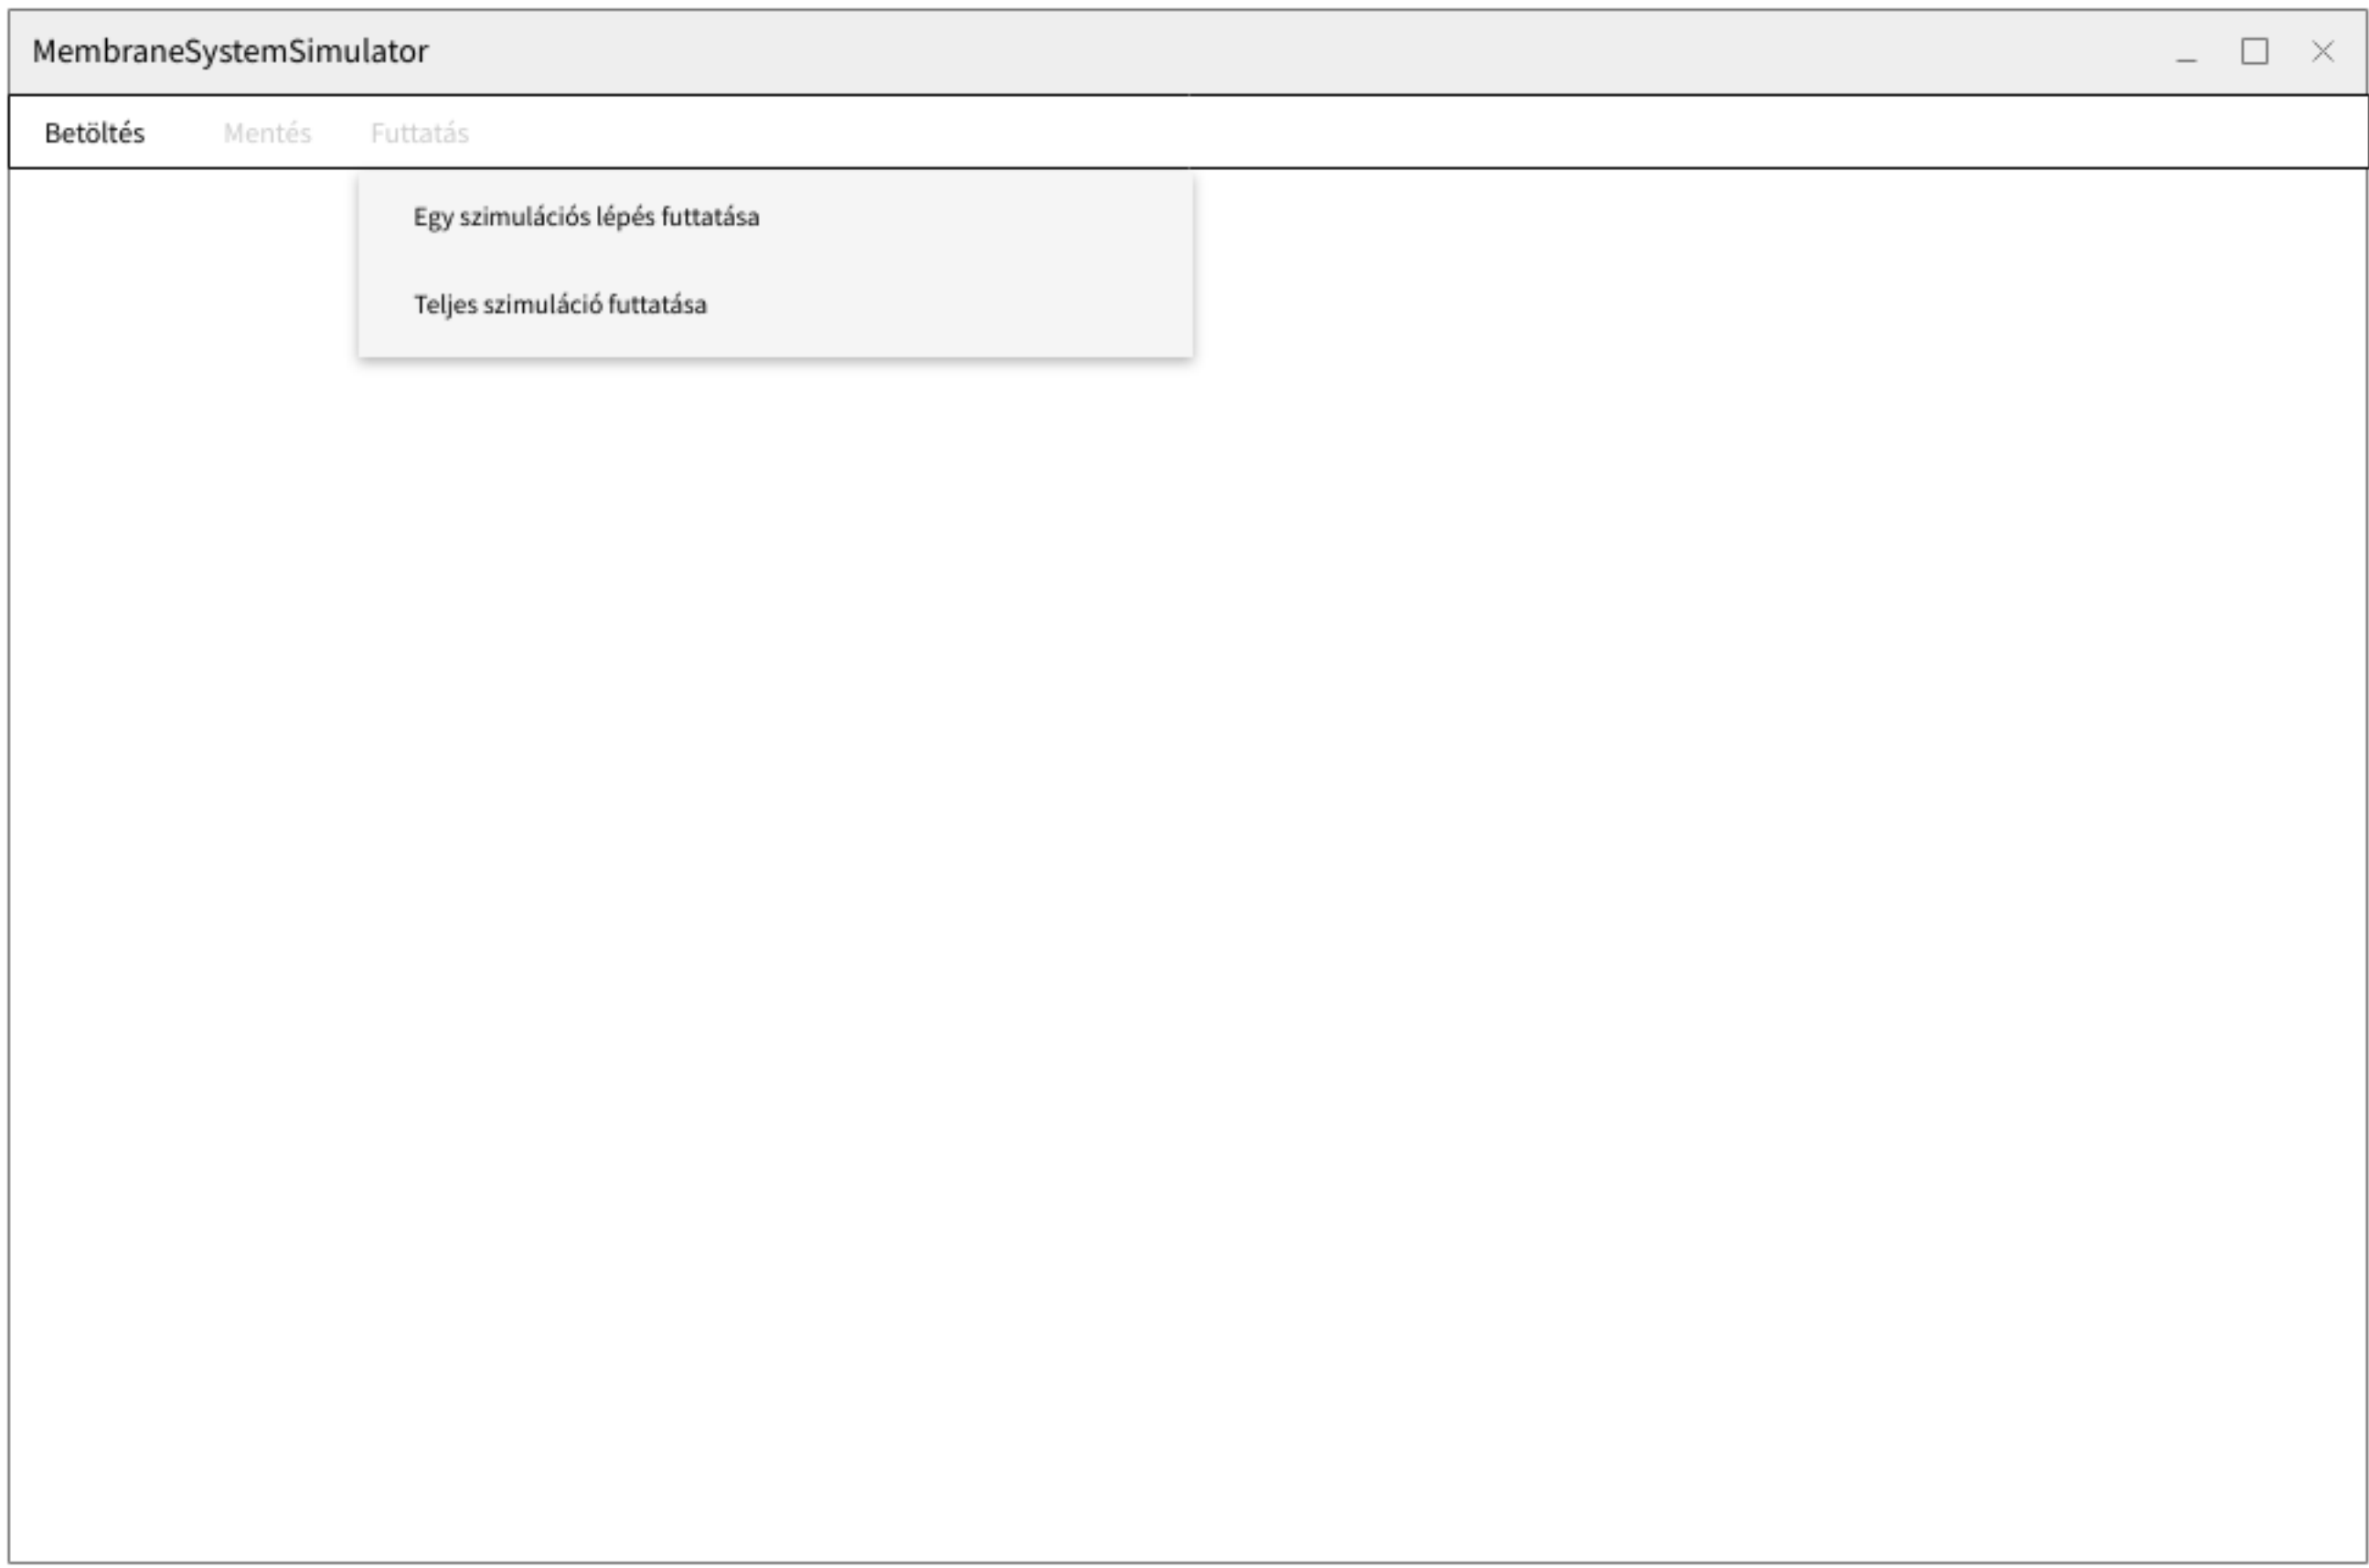 MembraneSystemSimulator
Betöltés Mentés Futtatás
Egy szimulációs lépés futtatása
Teljes szimuláció futtatása